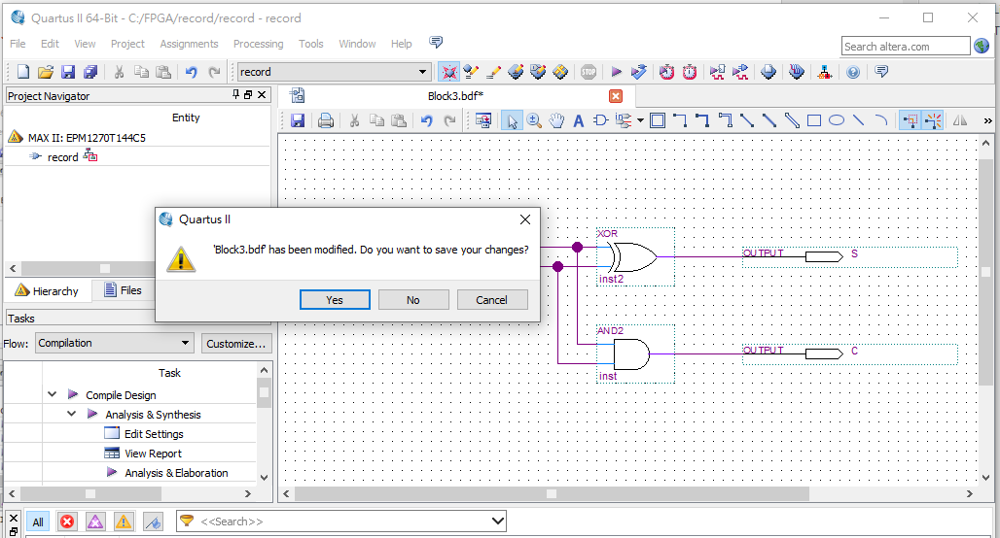 Quartus II 64-Bit - C:/FPGA/record/record - record
File Edit View Project Assignments Processing Tools Window Help
Search altera.com
record
STOP
Project Navigator
Block3.bdf*
Entity
MAX II: EPM1270T144C5
record
Quartus II
'Block3.bdf' has been modified. Do you want to save your changes?
Yes No Cancel
XOR
inst2
OUTPUT S
AND2
inst
OUTPUT C
Hierarchy Files
Tasks
Flow: Compilation Customize...
Task
Compile Design
Analysis & Synthesis
Edit Settings
View Report
Analysis & Elaboration
All <<Search>>